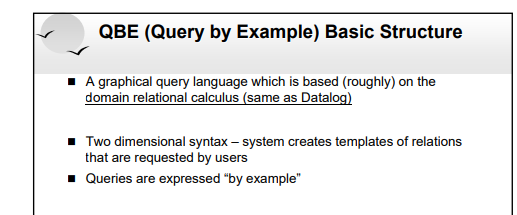 QBE (Query by Example) Basic Structure
■ A graphical query language which is based (roughly) on the
domain relational calculus (same as Datalog)
■ Two dimensional syntax – system creates templates of relations
that are requested by users
■ Queries are expressed “by example”